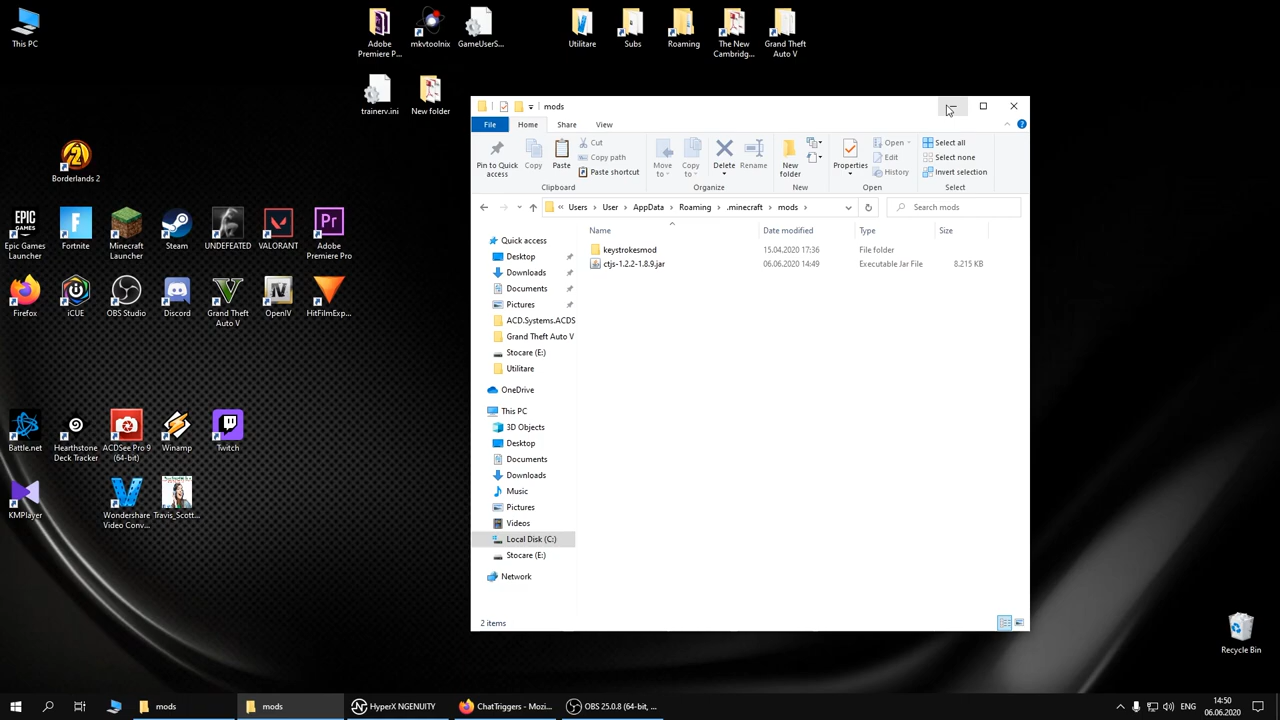 This PC
Adobe Premiere P...
mkvtoolnix
GameUserS...
Utilitare
Subs
Roaming
The New Cambridg...
Grand Theft Auto V
trainerv.ini
New folder
Borderlands 2
Epic Games Launcher
Fortnite
Minecraft Launcher
Steam
UNDEFEATED
VALORANT
Adobe Premiere Pro
Firefox
iCUE
OBS Studio
Discord
Grand Theft Auto V
OpenIV
HitFilmExp...
Battle.net
Hearthstone Deck Tracker
ACDSee Pro 9 (64-bit)
Winamp
Twitch
KMPlayer
Wondershare Video Conv...
Travis_Scott...
mods
File
Home
Share
View
Pin to Quick access
Copy
Paste
Cut
Copy path
Paste shortcut
Clipboard
Move to
Copy to
Delete
Rename
Organize
New folder
New
Properties
Open
Edit
History
Open
Select all
Select none
Invert selection
Select
« Users > User > AppData > Roaming > .minecraft > mods >
Search mods
Name
Date modified
Type
Size
keystrokesmod
15.04.2020 17:36
File folder
ctjs-1.2.2-1.8.9.jar
06.06.2020 14:49
Executable Jar File
8.215 KB
Quick access
Desktop
Downloads
Documents
Pictures
ACD.Systems.ACDS
Grand Theft Auto V
Stocare (E:)
Utilitare
OneDrive
This PC
3D Objects
Desktop
Documents
Downloads
Music
Pictures
Videos
Local Disk (C:)
Stocare (E:)
Network
2 items
Recycle Bin
mods
mods
HyperX NGENUITY
ChatTriggers - Mozi...
OBS 25.0.8 (64-bit, ...
ENG
14:50
06.06.2020